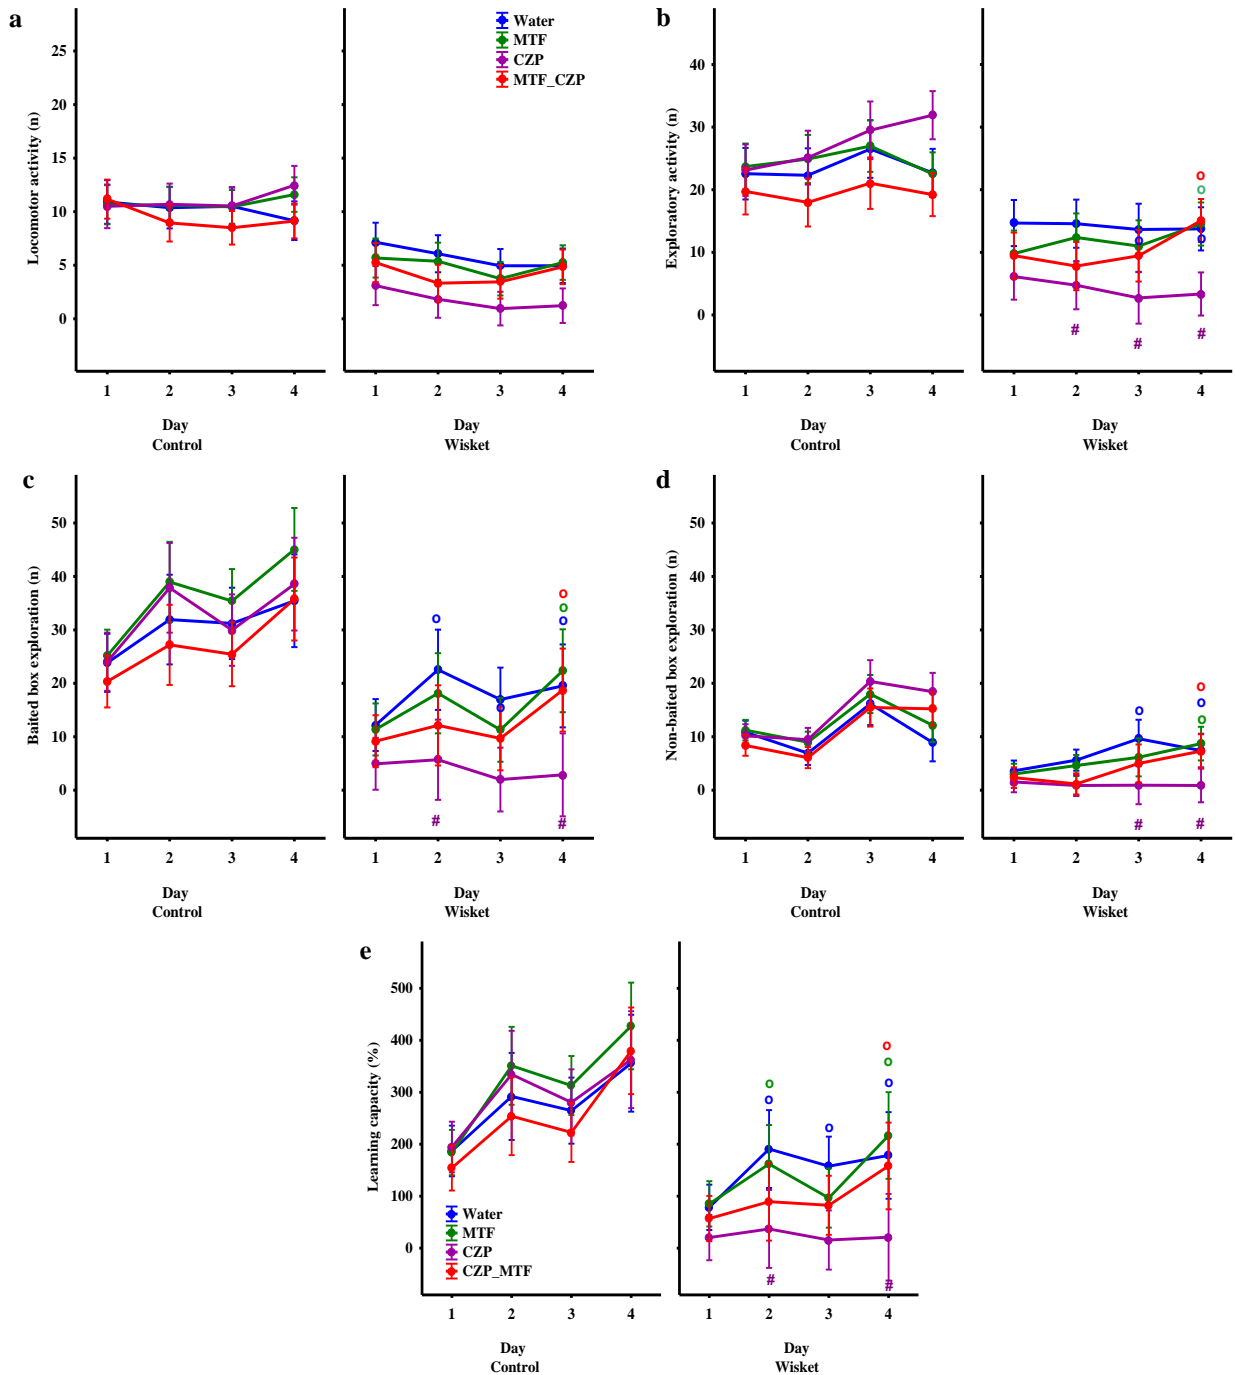 a
Locomotor activity (n)
25
20
15
10
5
0
1 2 3 4
Day
Control
1 2 3 4
Day
Wisket
Water
MTF
CZP
MTF_CZP
b
Exploratory activity (n)
40
30
20
10
0
1 2 3 4
Day
Control
o
o
o
o
# # #
1 2 3 4
Day
Wisket
c
Baited box exploration (n)
50
40
30
20
10
0
1 2 3 4
Day
Control
o
o
o
o
o
# #
1 2 3 4
Day
Wisket
d
Non-baited box exploration (n)
50
40
30
20
10
0
1 2 3 4
Day
Control
o
o
o
o
# #
1 2 3 4
Day
Wisket
e
Learning capacity (%)
500
400
300
200
100
0
Water
MTF
CZP
CZP_MTF
1 2 3 4
Day
Control
o
o
o
o
o
o
# #
1 2 3 4
Day
Wisket